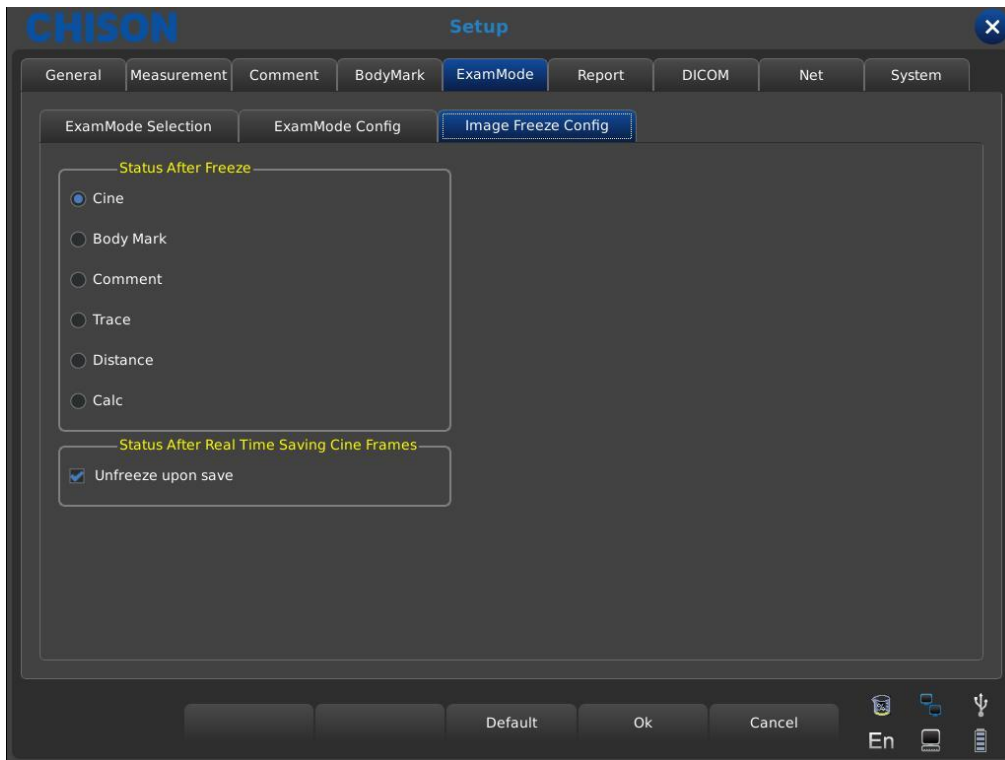 CHISON
Setup
General Measurement Comment BodyMark ExamMode Report DICOM Net System
ExamMode Selection ExamMode Config Image Freeze Config
Status After Freeze
Cine
Body Mark
Comment
Trace
Distance
Calc
Status After Real Time Saving Cine Frames
Unfreeze upon save
Default Ok Cancel
En